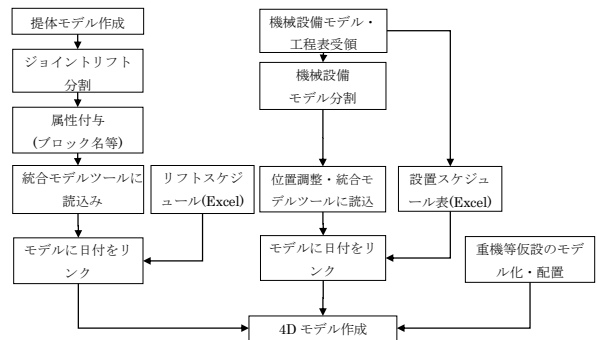 提体モデル作成
ジョイントリフト
分割
属性付与
(ブロック名等)
統合モデルツールに
読込み
リフトスケジ
ュール(Excel)
モデルに日付をリ
ンク
機械設備モデル・
工程表受領
機械設備
モデル分割
位置調整・統合モ
デルツールに読込
設置スケジュ
ール表(Excel)
モデルに日付をリ
ンク
重機等仮設のモデ
ル化・配置
4D モデル作成